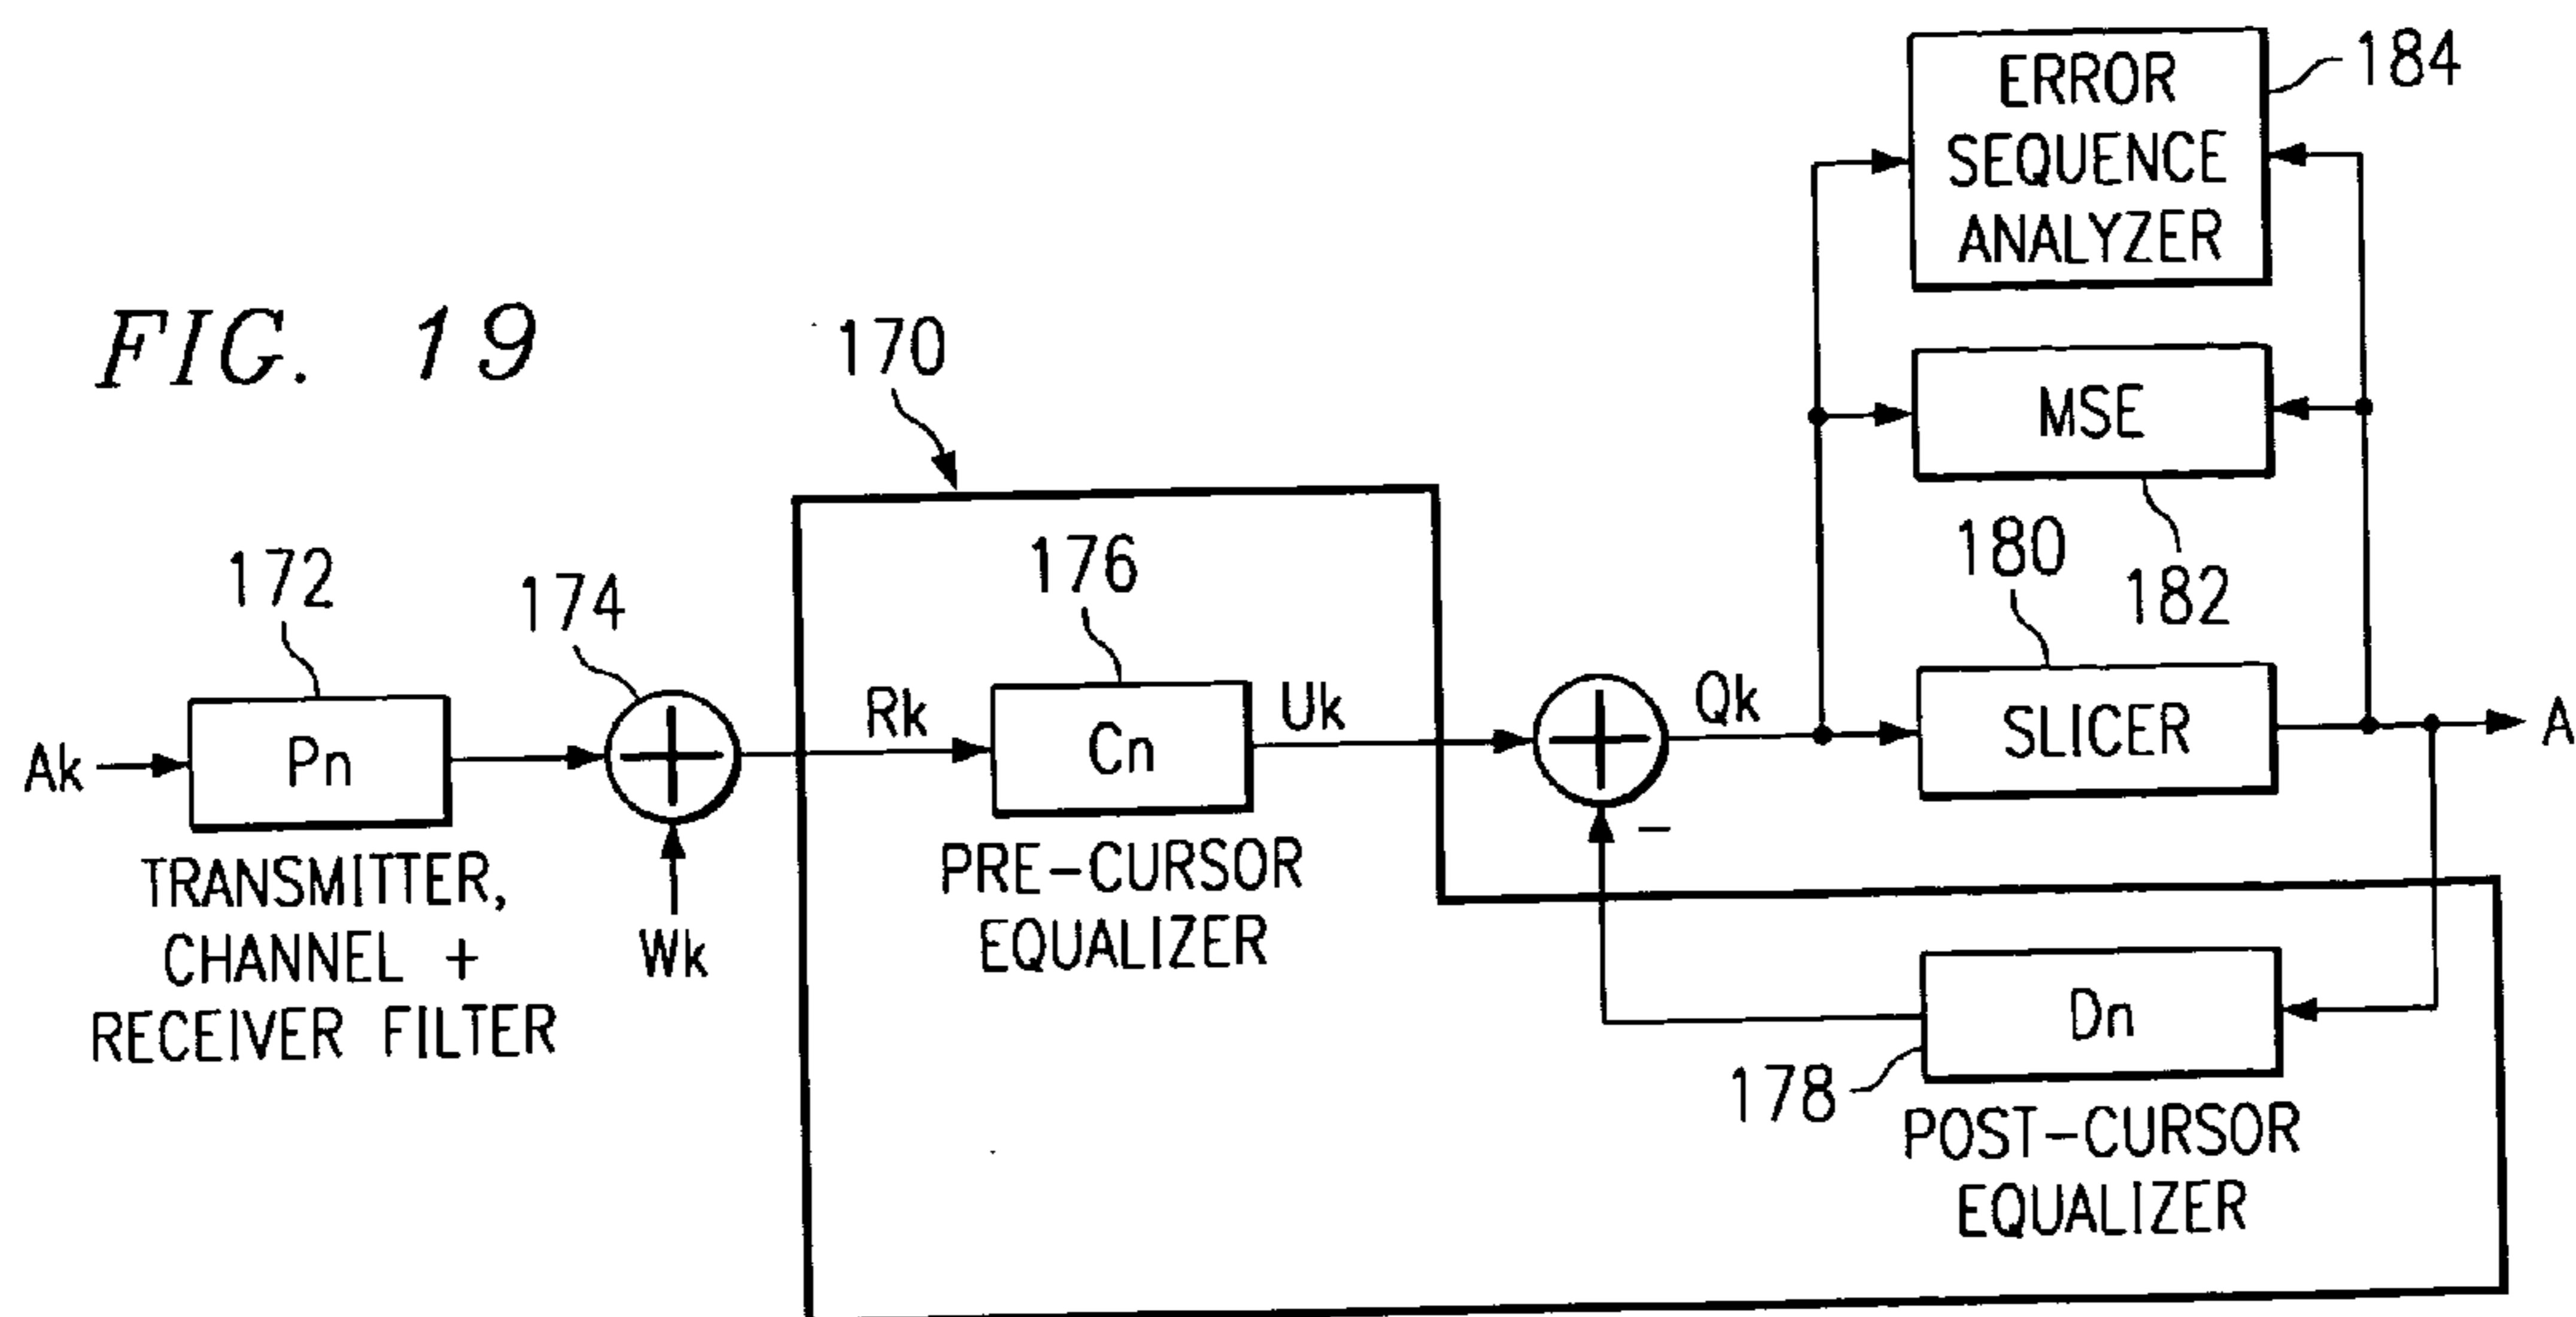 FIG. 19
ERROR
SEQUENCE
ANALYZER
184
170
MSE
182
172
174
176
180
Ak
Pn
Rk
Cn
Uk
Qk
SLICER
A
Wk
TRANSMITTER,
CHANNEL +
RECEIVER FILTER
PRE-CURSOR
EQUALIZER
−
Dn
178
POST-CURSOR
EQUALIZER